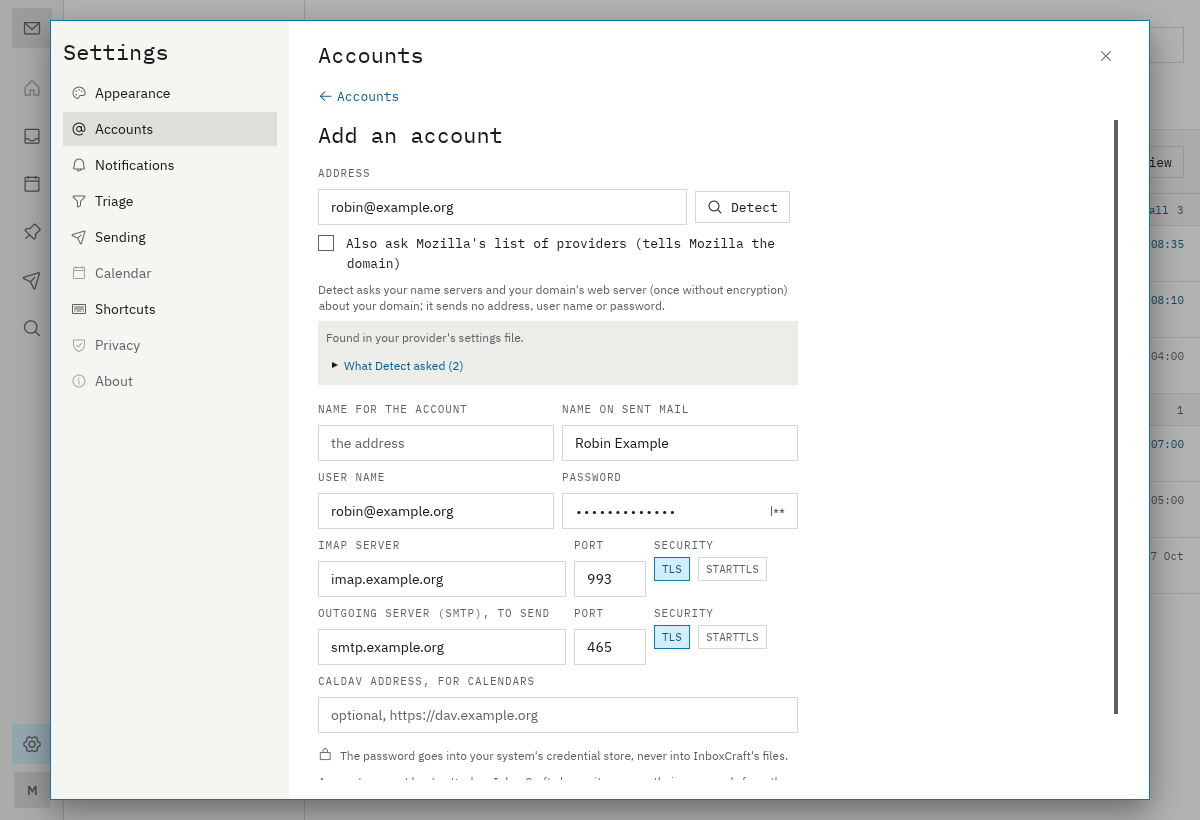 Settings
Appearance
Accounts
Notifications
Triage
Sending
Calendar
Shortcuts
Privacy
About
M
Accounts
← Accounts
Add an account
ADDRESS
robin@example.org
Detect
Also ask Mozilla's list of providers (tells Mozilla the
domain)
Detect asks your name servers and your domain's web server (once without encryption)
about your domain; it sends no address, user name or password.
Found in your provider's settings file.
What Detect asked (2)
NAME FOR THE ACCOUNT
NAME ON SENT MAIL
the address
Robin Example
USER NAME
PASSWORD
robin@example.org
•••••••••••••
IMAP SERVER
PORT
SECURITY
imap.example.org
993
TLS
STARTTLS
OUTGOING SERVER (SMTP), TO SEND
PORT
SECURITY
smtp.example.org
465
TLS
STARTTLS
CALDAV ADDRESS, FOR CALENDARS
optional, https://dav.example.org
The password goes into your system's credential store, never into InboxCraft's files.
iew
all 3
08:35
08:10
04:00
1
07:00
05:00
7 Oct